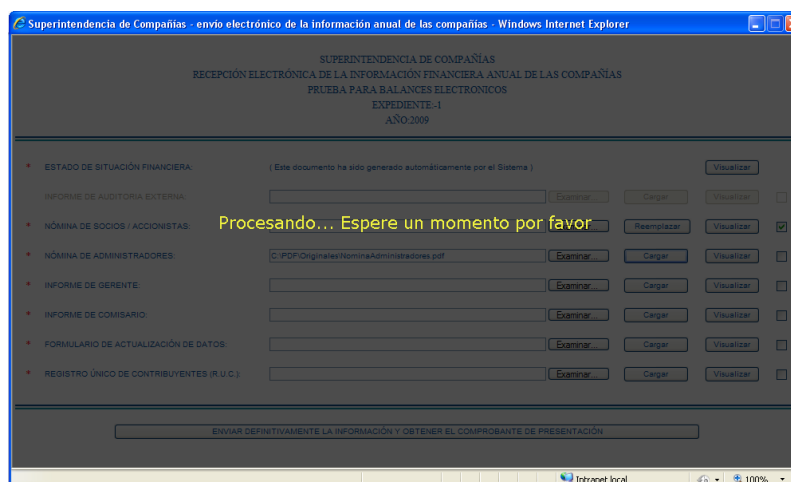 Superintendencia de Compañías - envío electrónico de la información anual de las compañías - Windows Internet Explorer
SUPERINTENDENCIA DE COMPAÑÍAS
RECEPCIÓN ELECTRÓNICA DE LA INFORMACIÓN FINANCIERA ANUAL DE LAS COMPAÑÍAS
PRUEBA PARA BALANCES ELECTRONICOS
EXPEDIENTE:-1
AÑO:2009
* ESTADO DE SITUACIÓN FINANCIERA: ( Este documento ha sido generado automáticamente por el Sistema ) Visualizar
INFORME DE AUDITORIA EXTERNA: Examinar... Cargar Visualizar
* NÓMINA DE SOCIOS / ACCIONISTAS: Reemplazar Visualizar
Procesando... Espere un momento por favor
* NÓMINA DE ADMINISTRADORES: C:\PDF\Originales\NominaAdministradores.pdf Examinar... Cargar Visualizar
* INFORME DE GERENTE: Examinar... Cargar Visualizar
* INFORME DE COMISARIO: Examinar... Cargar Visualizar
* FORMULARIO DE ACTUALIZACIÓN DE DATOS: Examinar... Cargar Visualizar
* REGISTRO ÚNICO DE CONTRIBUYENTES (R.U.C.): Examinar... Cargar Visualizar
ENVIAR DEFINITIVAMENTE LA INFORMACIÓN Y OBTENER EL COMPROBANTE DE PRESENTACIÓN
Intranet local 100%